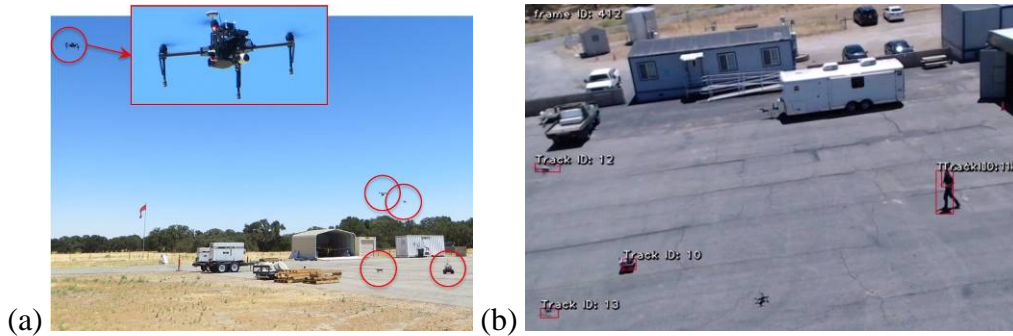 (a)
(b)
frame ID: 412
Track ID: 12
Track ID: 10
Track ID: 13